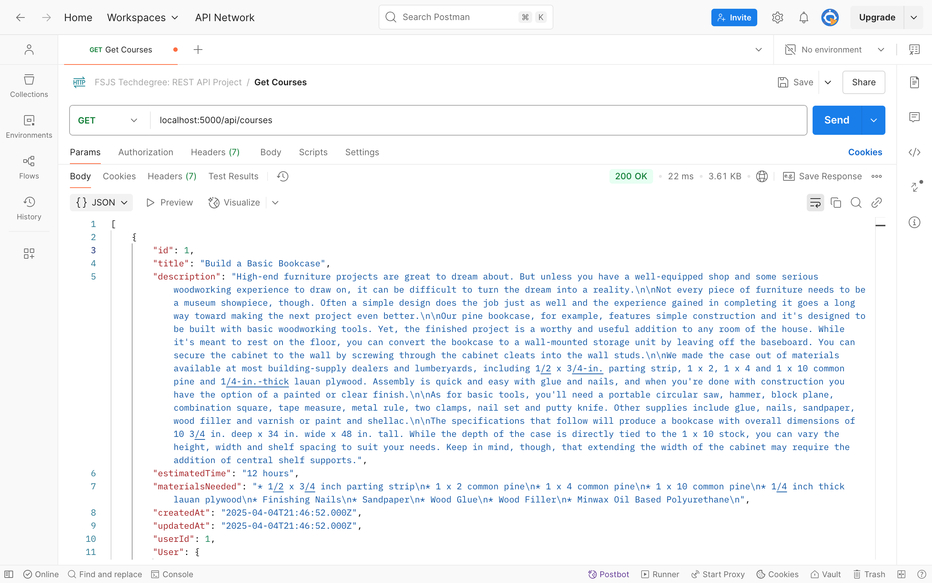 Home Workspaces API Network Search Postman ⌘ K Invite Upgrade
GET Get Courses No environment
HTTP FSJS Techdegree: REST API Project / Get Courses Save Share
Collections
Environments
Flows
History
GET localhost:5000/api/courses Send
Params Authorization Headers (7) Body Scripts Settings Cookies
Body Cookies Headers (7) Test Results 200 OK • 22 ms • 3.61 KB • Save Response
{} JSON Preview Visualize
1 [
2 {
3 "id": 1,
4 "title": "Build a Basic Bookcase",
5 "description": "High-end furniture projects are great to dream about. But unless you have a well-equipped shop and some serious
woodworking experience to draw on, it can be difficult to turn the dream into a reality.\n\nNot every piece of furniture needs to be
a museum showpiece, though. Often a simple design does the job just as well and the experience gained in completing it goes a long
way toward making the next project even better.\n\nOur pine bookcase, for example, features simple construction and it's designed to
be built with basic woodworking tools. Yet, the finished project is a worthy and useful addition to any room of the house. While
it's meant to rest on the floor, you can convert the bookcase to a wall-mounted storage unit by leaving off the baseboard. You can
secure the cabinet to the wall by screwing through the cabinet cleats into the wall studs.\n\nWe made the case out of materials
available at most building-supply dealers and lumberyards, including 1/2 x 3/4-in. parting strip, 1 x 2, 1 x 4 and 1 x 10 common
pine and 1/4-in.-thick lauan plywood. Assembly is quick and easy with glue and nails, and when you're done with construction you
have the option of a painted or clear finish.\n\nAs for basic tools, you'll need a portable circular saw, hammer, block plane,
combination square, tape measure, metal rule, two clamps, nail set and putty knife. Other supplies include glue, nails, sandpaper,
wood filler and varnish or paint and shellac.\n\nThe specifications that follow will produce a bookcase with overall dimensions of
10 3/4 in. deep x 34 in. wide x 48 in. tall. While the depth of the case is directly tied to the 1 x 10 stock, you can vary the
height, width and shelf spacing to suit your needs. Keep in mind, though, that extending the width of the cabinet may require the
addition of central shelf supports.",
6 "estimatedTime": "12 hours",
7 "materialsNeeded": "* 1/2 x 3/4 inch parting strip\n* 1 x 2 common pine\n* 1 x 4 common pine\n* 1 x 10 common pine\n* 1/4 inch thick
lauan plywood\n* Finishing Nails\n* Sandpaper\n* Wood Glue\n* Wood Filler\n* Minwax Oil Based Polyurethane\n",
8 "createdAt": "2025-04-04T21:46:52.000Z",
9 "updatedAt": "2025-04-04T21:46:52.000Z",
10 "userId": 1,
11 "User": {
Online Find and replace Console Postbot Runner Start Proxy Cookies Vault Trash